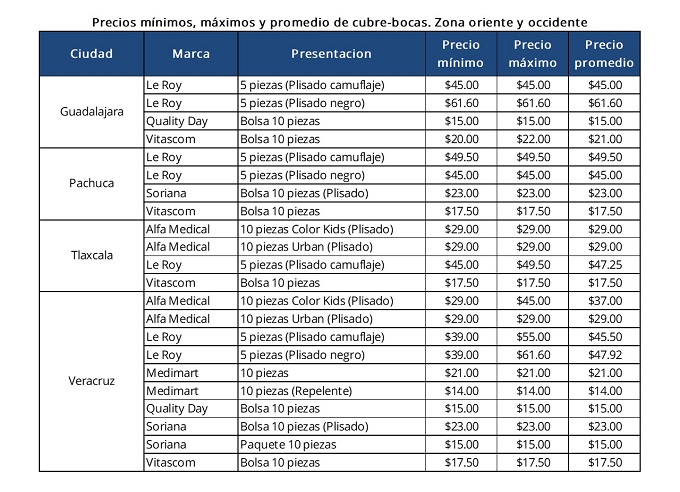 Precios mínimos, máximos y promedio de cubre-bocas. Zona oriente y occidente
Ciudad Marca Presentacion Precio mínimo Precio máximo Precio promedio
Guadalajara
Le Roy 5 piezas (Plisado camuflaje) $45.00 $45.00 $45.00
Le Roy 5 piezas (Plisado negro) $61.60 $61.60 $61.60
Quality Day Bolsa 10 piezas $15.00 $15.00 $15.00
Vitascom Bolsa 10 piezas $20.00 $22.00 $21.00
Pachuca
Le Roy 5 piezas (Plisado camuflaje) $49.50 $49.50 $49.50
Le Roy 5 piezas (Plisado negro) $45.00 $45.00 $45.00
Soriana Bolsa 10 piezas (Plisado) $23.00 $23.00 $23.00
Vitascom Bolsa 10 piezas $17.50 $17.50 $17.50
Tlaxcala
Alfa Medical 10 piezas Color Kids (Plisado) $29.00 $29.00 $29.00
Alfa Medical 10 piezas Urban (Plisado) $29.00 $29.00 $29.00
Le Roy 5 piezas (Plisado camuflaje) $45.00 $49.50 $47.25
Vitascom Bolsa 10 piezas $17.50 $17.50 $17.50
Veracruz
Alfa Medical 10 piezas Color Kids (Plisado) $29.00 $45.00 $37.00
Alfa Medical 10 piezas Urban (Plisado) $29.00 $29.00 $29.00
Le Roy 5 piezas (Plisado camuflaje) $39.00 $55.00 $45.50
Le Roy 5 piezas (Plisado negro) $39.00 $61.60 $47.92
Medimart 10 piezas $21.00 $21.00 $21.00
Medimart 10 piezas (Repelente) $14.00 $14.00 $14.00
Quality Day Bolsa 10 piezas $15.00 $15.00 $15.00
Soriana Bolsa 10 piezas (Plisado) $23.00 $23.00 $23.00
Soriana Paquete 10 piezas $15.00 $15.00 $15.00
Vitascom Bolsa 10 piezas $17.50 $17.50 $17.50